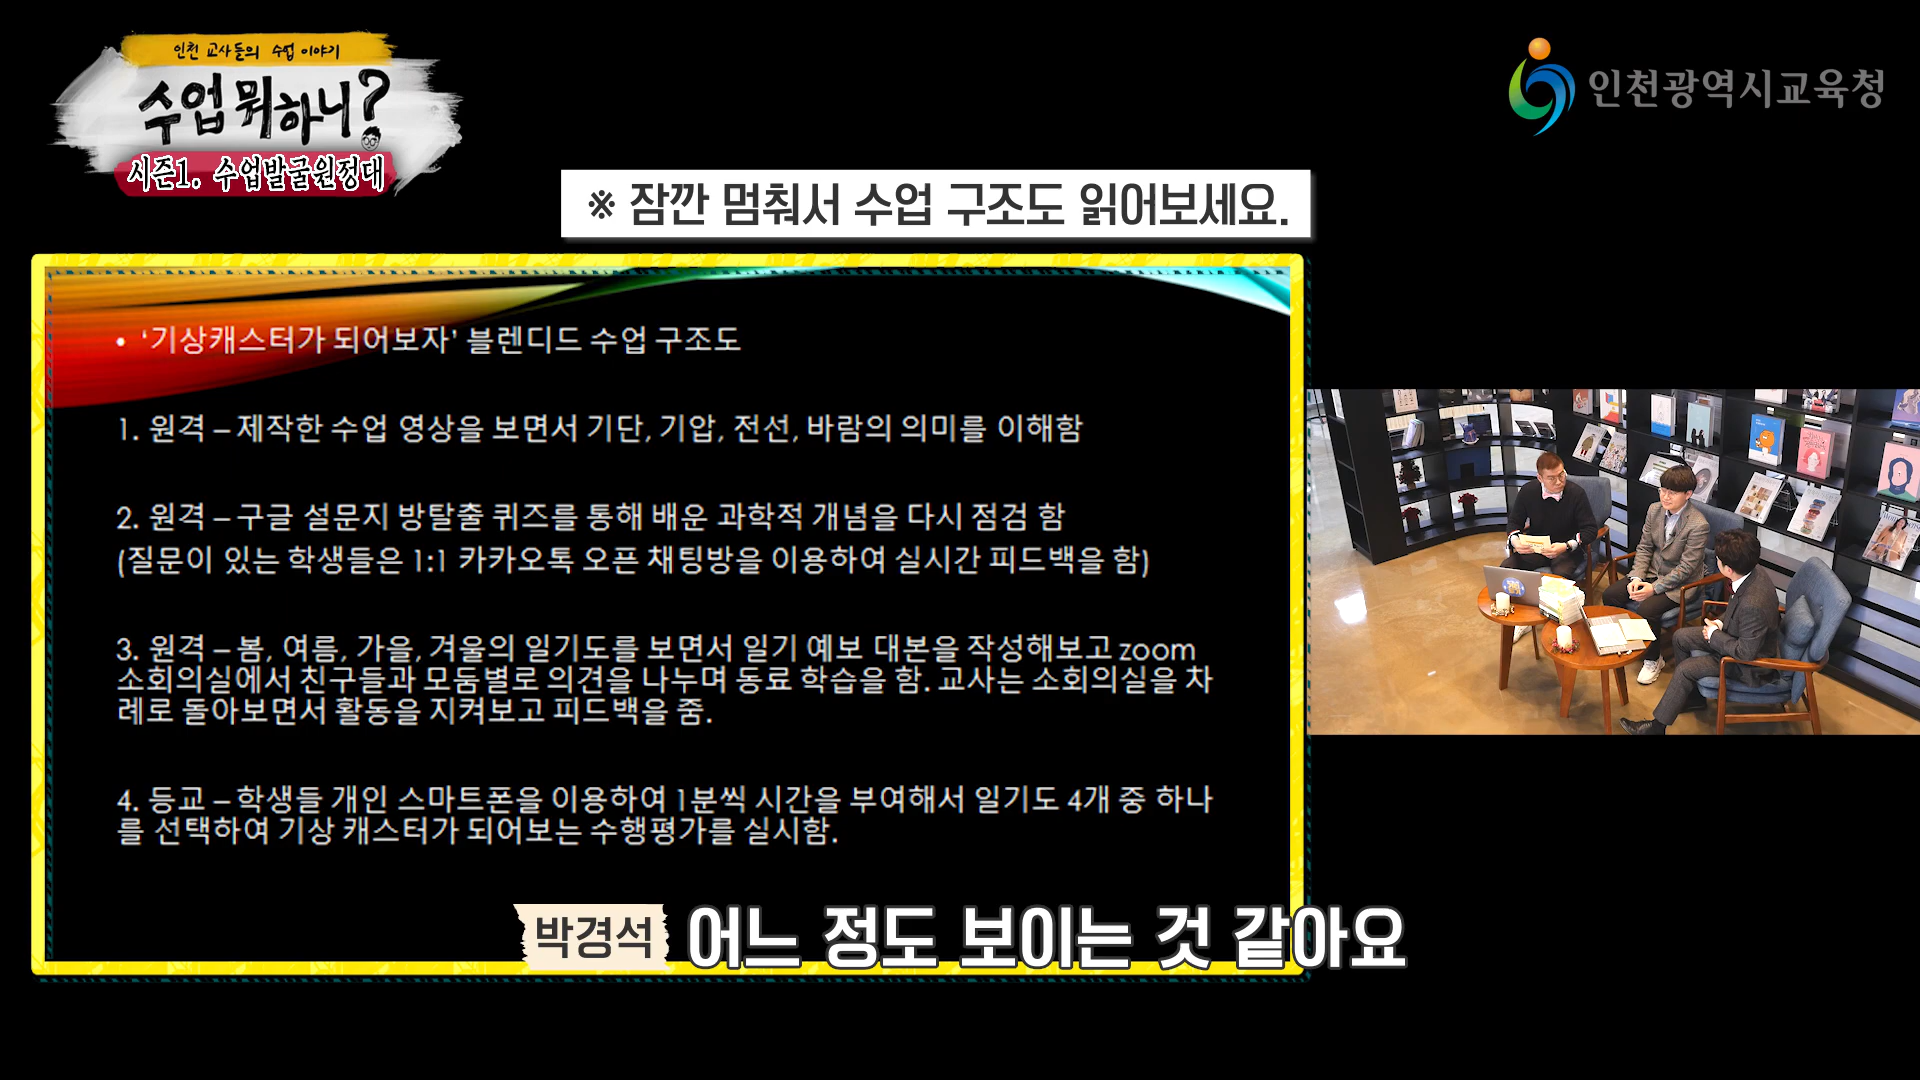 인천 교사들의 수업 이야기
수업 뭐하니?
시즌1. 수업발굴원정대
인천광역시교육청
※ 잠깐 멈춰서 수업 구조도 읽어보세요.
• ‘기상캐스터가 되어보자’ 블렌디드 수업 구조도
1. 원격 – 제작한 수업 영상을 보면서 기단, 기압, 전선, 바람의 의미를 이해함
2. 원격 – 구글 설문지 방탈출 퀴즈를 통해 배운 과학적 개념을 다시 점검 함
(질문이 있는 학생들은 1:1 카카오톡 오픈 채팅방을 이용하여 실시간 피드백을 함)
3. 원격 – 봄, 여름, 가을, 겨울의 일기도를 보면서 일기 예보 대본을 작성해보고 zoom
소회의실에서 친구들과 모둠별로 의견을 나누며 동료 학습을 함. 교사는 소회의실을 차
례로 돌아보면서 활동을 지켜보고 피드백을 줌.
4. 등교 – 학생들 개인 스마트폰을 이용하여 1분씩 시간을 부여해서 일기도 4개 중 하나
를 선택하여 기상 캐스터가 되어보는 수행평가를 실시함.
박경석 어느 정도 보이는 것 같아요